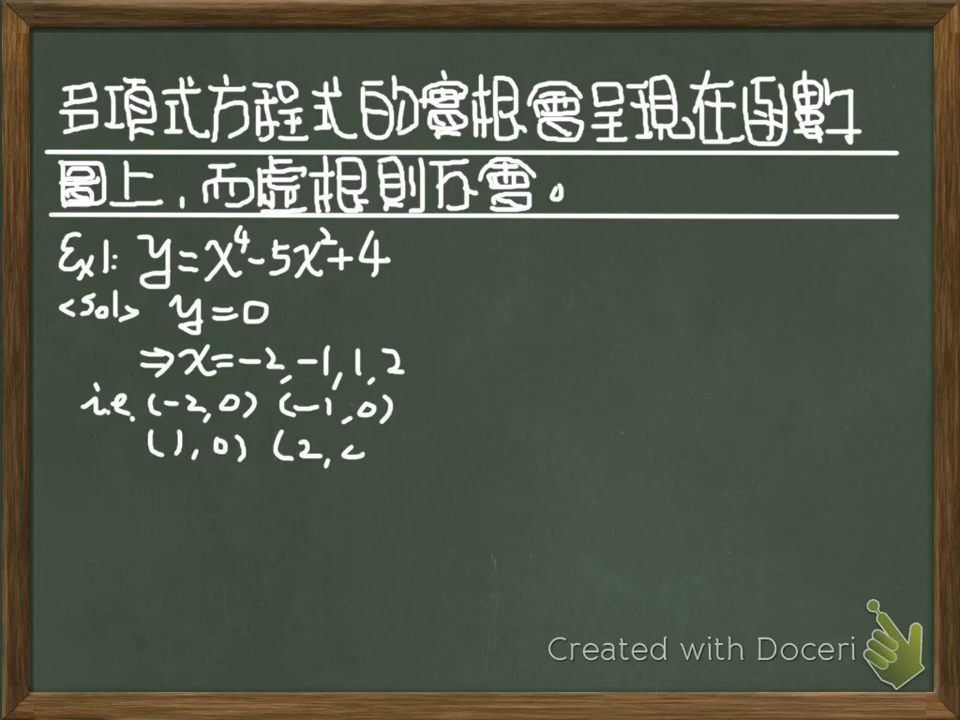 多項式方程式的實根會呈現在函數
圖上,而虛根則不會。
Ex1: y=x⁴-5x²+4
<sol> y=0
⇒x=-2,-1,1,2
i.e. (-2,0) (-1,0)
(1,0) (2,
Created with Doceri